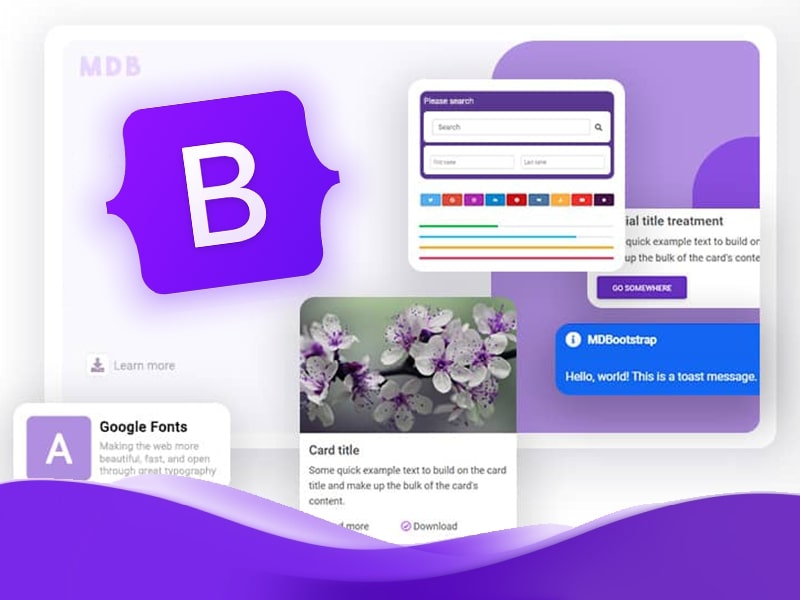 MDB
B
Please search
Search
First name
Last name
ial title treatment
quick example text to build on
up the bulk of the card's conte
GO SOMEWHERE
MDBootstrap
Hello, world! This is a toast message.
Learn more
A
Google Fonts
Making the web more
beautiful, fast, and open
through great typography
Card title
Some quick example text to build on the card
title and make up the bulk of the card's
content.
more
Download